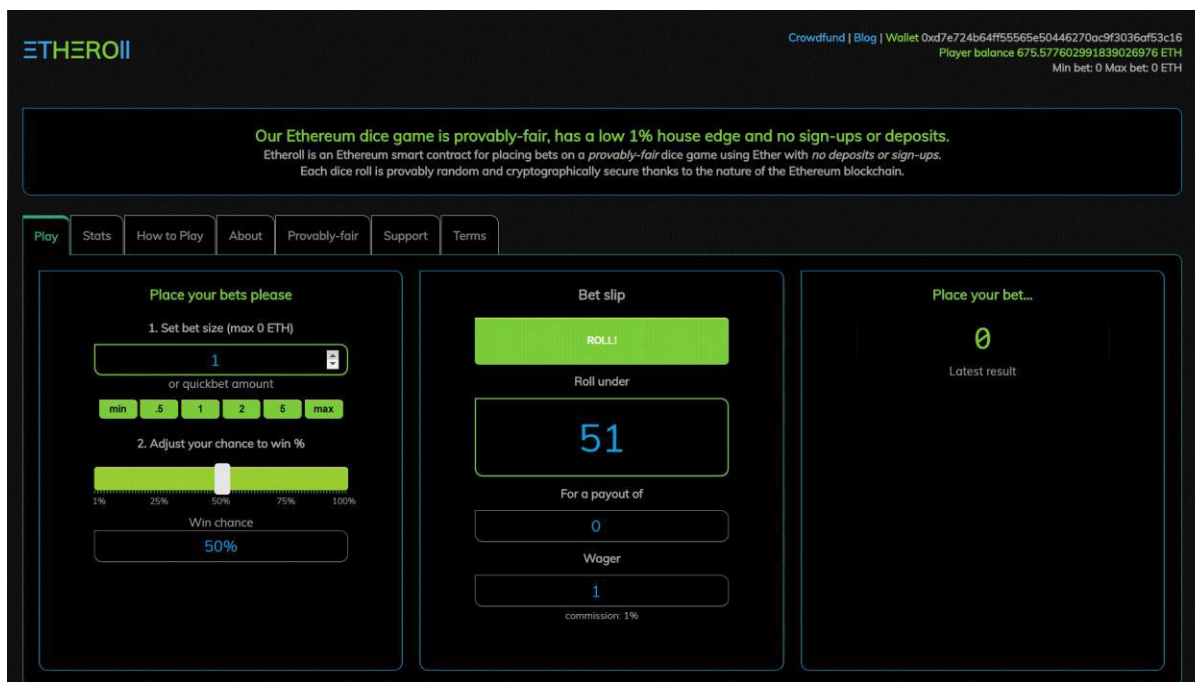 ΞTHΞROll
Crowdfund | Blog | Wallet 0xd7e724b64ff55565e50446270ac9f3036af53c16
Player balance 675.577602991839026976 ETH
Min bet: 0 Max bet: 0 ETH
Our Ethereum dice game is provably-fair, has a low 1% house edge and no sign-ups or deposits.
Etheroll is an Ethereum smart contract for placing bets on a provably-fair dice game using Ether with no deposits or sign-ups.
Each dice roll is provably random and cryptographically secure thanks to the nature of the Ethereum blockchain.
Play Stats How to Play About Provably-fair Support Terms
Place your bets please
1. Set bet size (max 0 ETH)
1
or quickbet amount
min .5 1 2 5 max
2. Adjust your chance to win %
1% 25% 50% 75% 100%
Win chance
50%
Bet slip
ROLL!
Roll under
51
For a payout of
0
Wager
1
commission: 1%
Place your bet...
0
Latest result